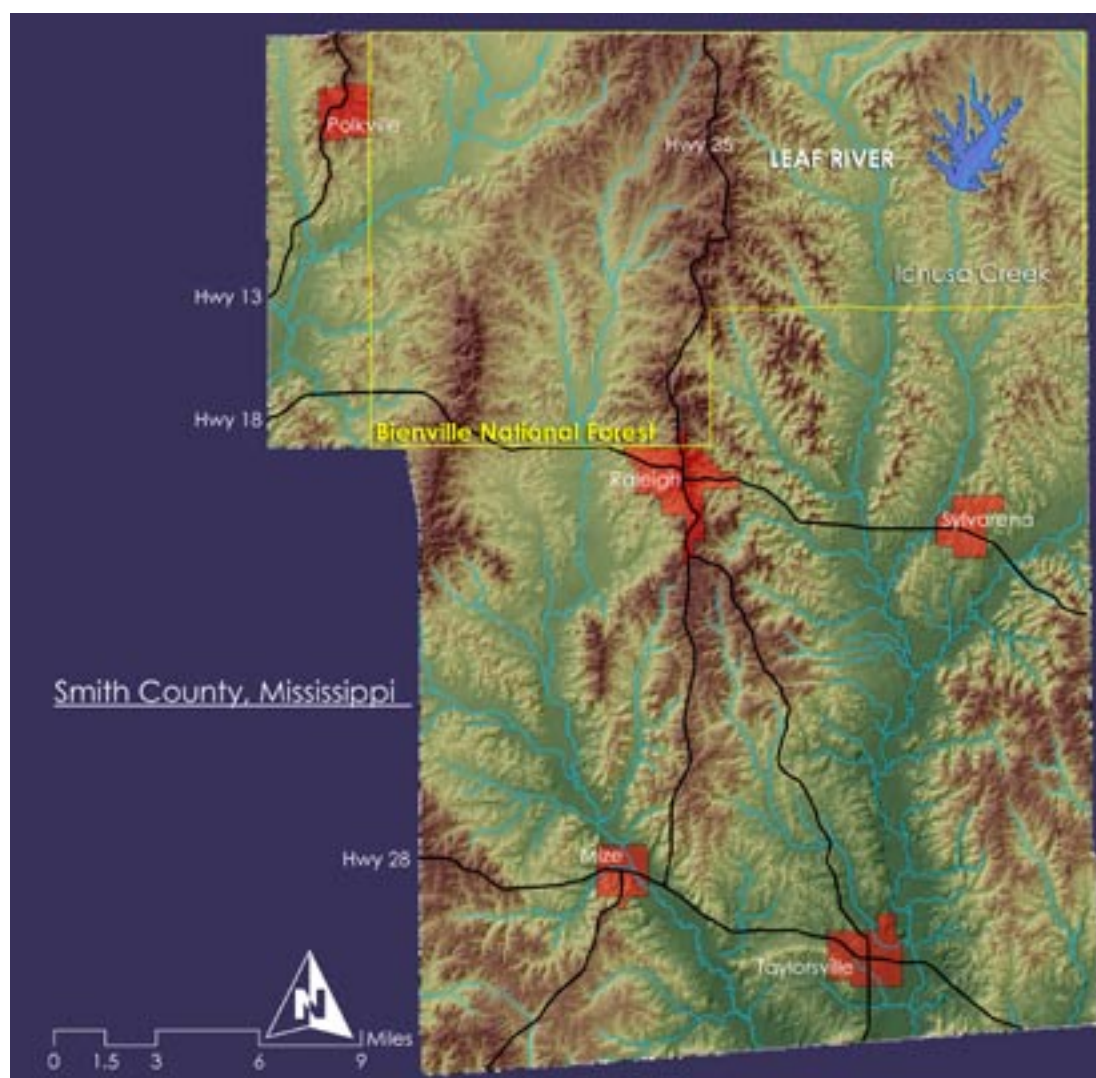 Polkville
Hwy 35
LEAF RIVER
Ichusa Creek
Hwy 13
Hwy 18
Bienville National Forest
Raleigh
Sylvarena
Smith County, Mississippi
Hwy 28
Mize
Taylorsville
N
Miles
0 1.5 3 6 9